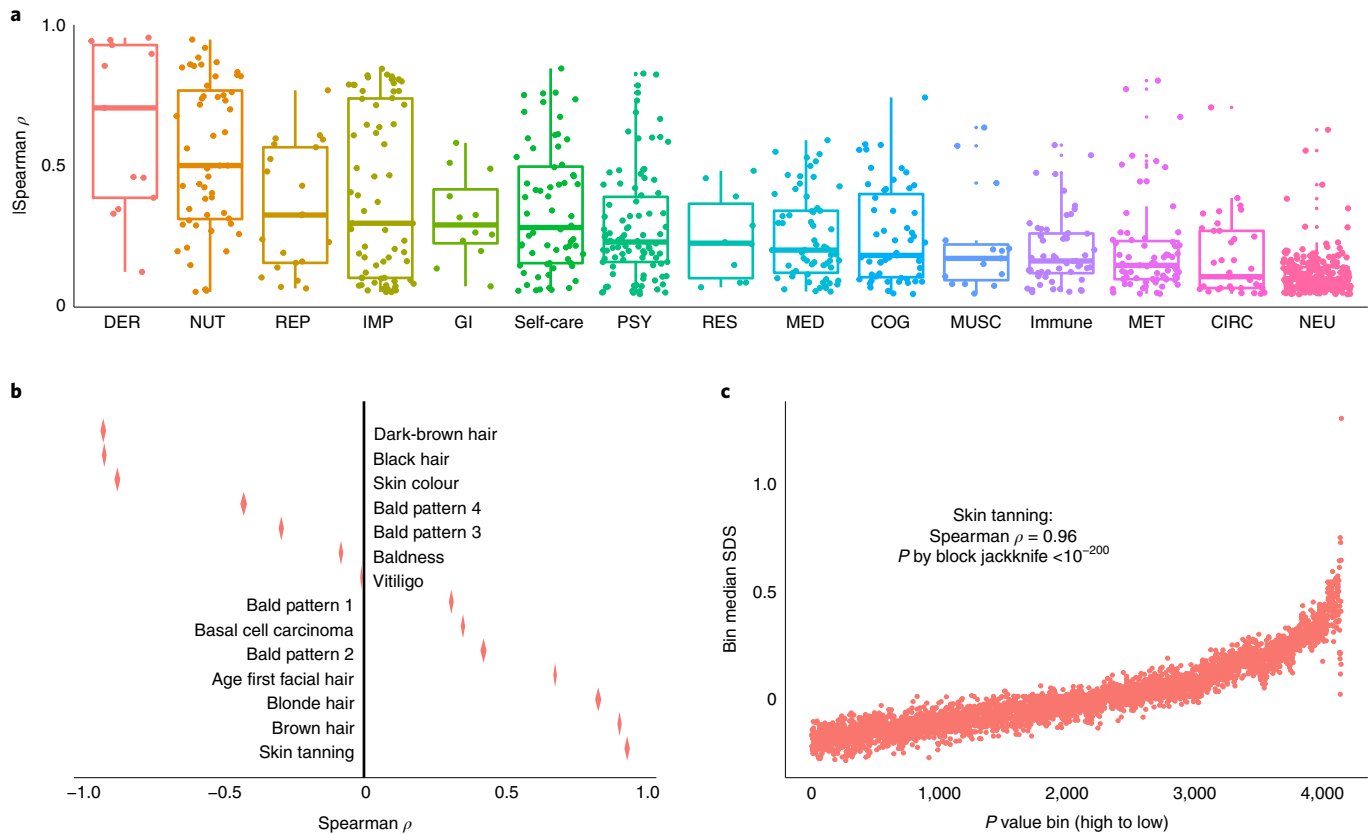 a
1.0
0.5
0
|Spearman ρ
DER NUT REP IMP GI Self-care PSY RES MED COG MUSC Immune MET CIRC NEU
b
Dark-brown hair
Black hair
Skin colour
Bald pattern 4
Bald pattern 3
Baldness
Vitiligo
Bald pattern 1
Basal cell carcinoma
Bald pattern 2
Age first facial hair
Blonde hair
Brown hair
Skin tanning
−1.0 −0.5 0 0.5 1.0
Spearman ρ
c
1.0
0.5
0
Bin median SDS
Skin tanning:
Spearman ρ = 0.96
P by block jackknife <10⁻²⁰⁰
0 1,000 2,000 3,000 4,000
P value bin (high to low)